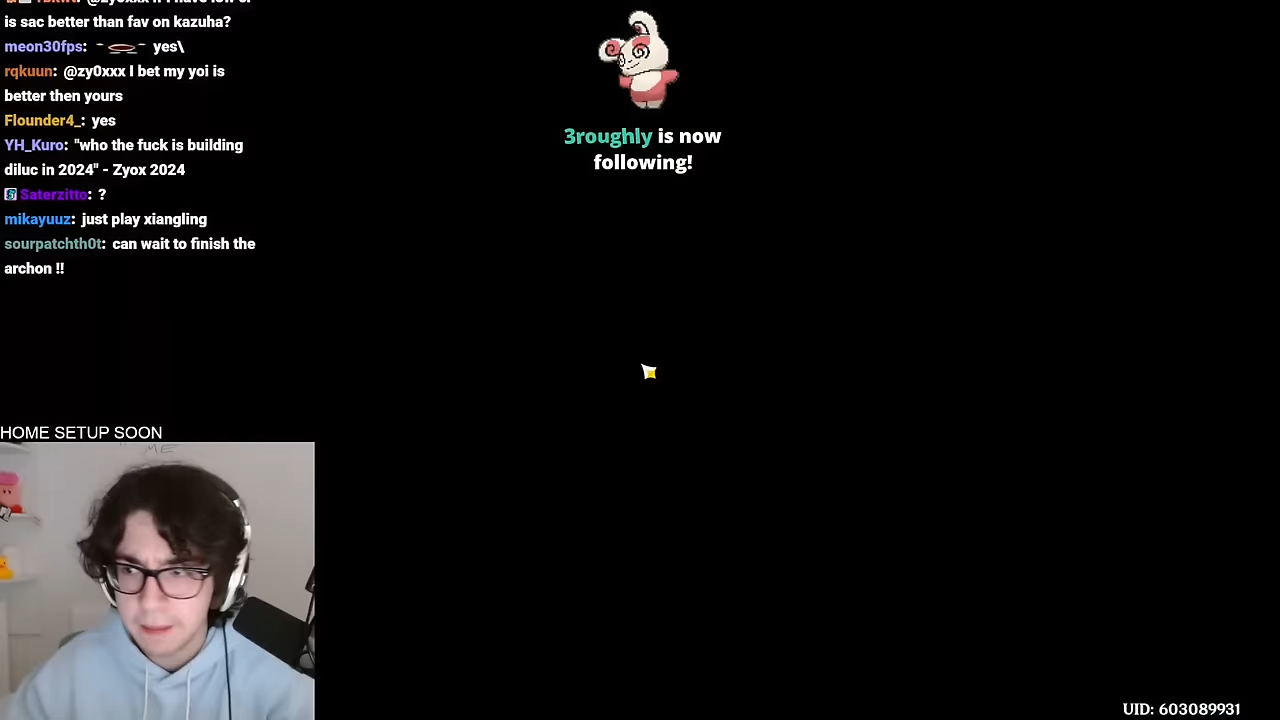 is sac better than fav on kazuha?
meon30fps: yes\
rqkuun: @zy0xxx I bet my yoi is
better then yours
Flounder4_: yes
YH_Kuro: "who the fuck is building
diluc in 2024" - Zyox 2024
Saterzitto: ?
mikayuuz: just play xiangling
sourpatchth0t: can wait to finish the
archon !!
3roughly is now
following!
HOME SETUP SOON
ME
UID: 603089931